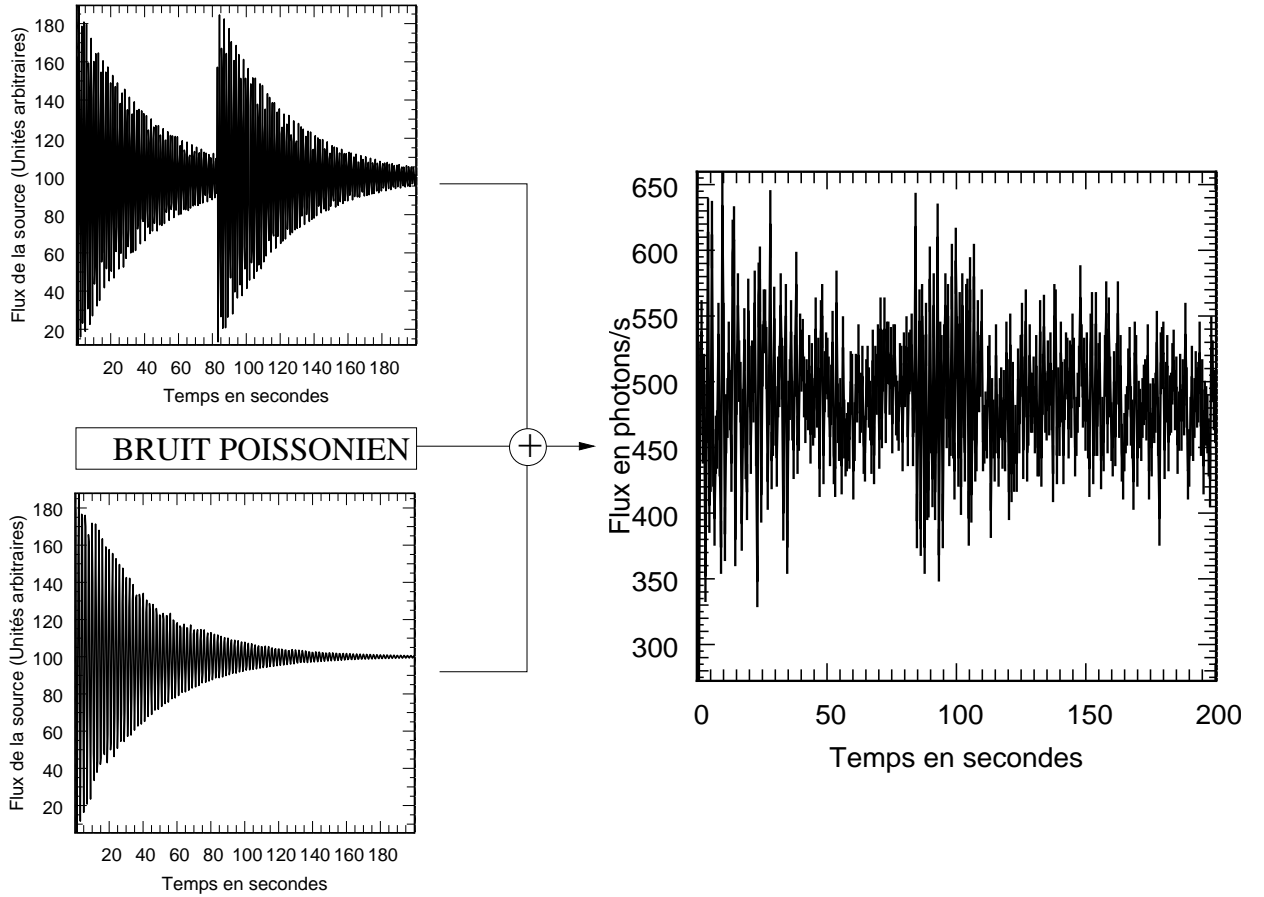 Flux de la source (Unités arbitraires)
180
160
140
120
100
80
60
40
20
20 40 60 80 100 120 140 160 180
Temps en secondes
BRUIT POISSONIEN
+
Flux de la source (Unités arbitraires)
180
160
140
120
100
80
60
40
20
20 40 60 80 100 120 140 160 180
Temps en secondes
Flux en photons/s
650
600
550
500
450
400
350
300
0 50 100 150 200
Temps en secondes